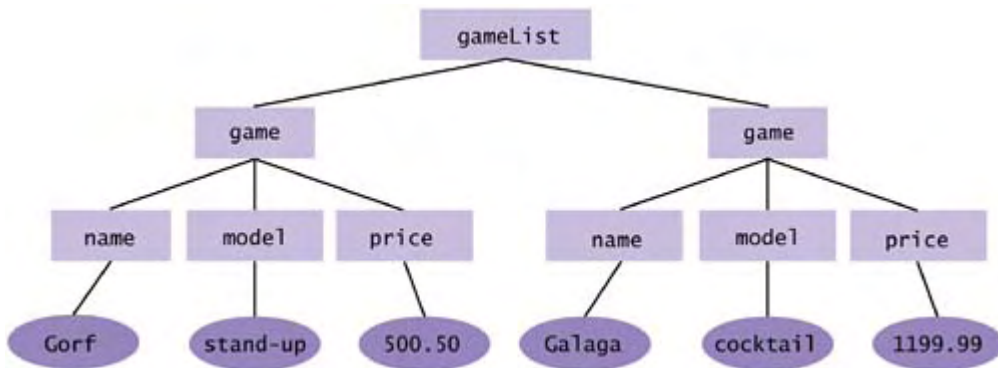 gameList
game game
name model price name model price
Gorf stand-up 500.50 Galaga cocktail 1199.99